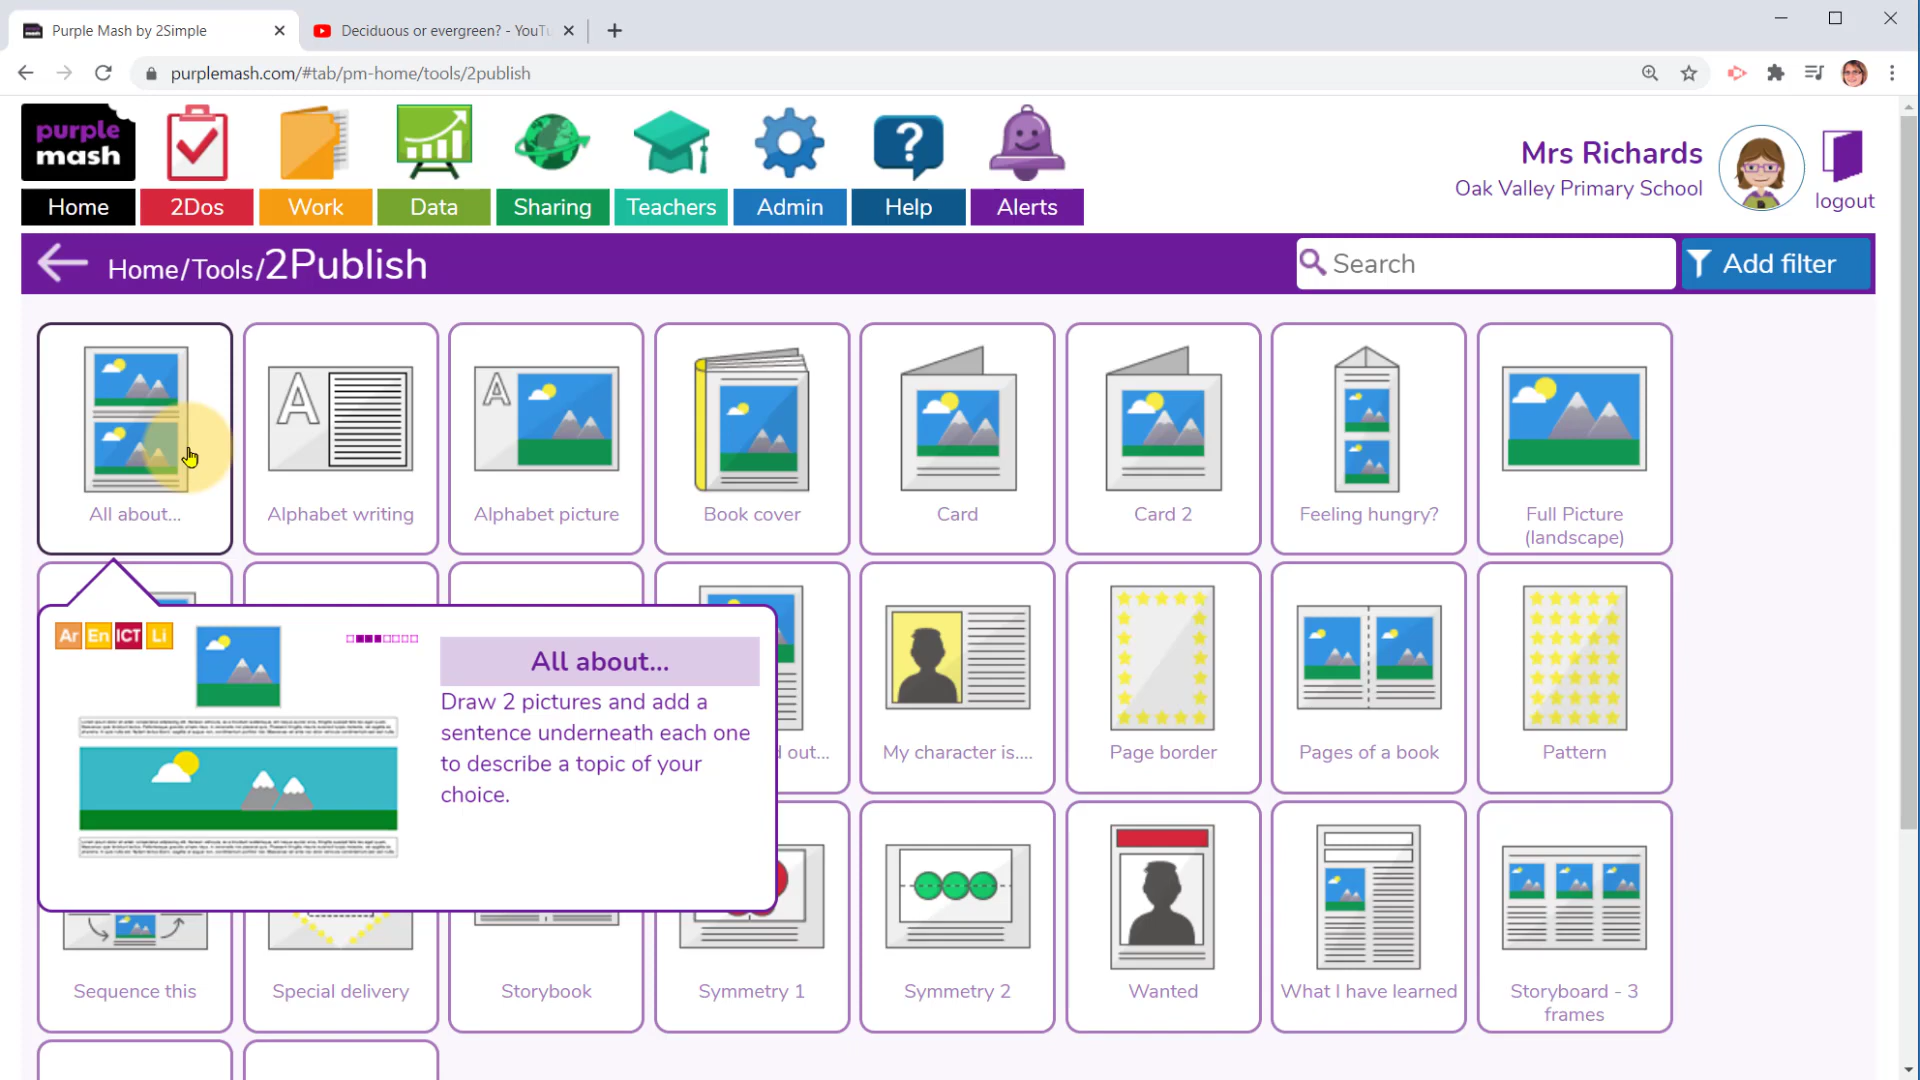 Purple Mash by 2Simple
Deciduous or evergreen? - YouTu
purplemash.com/#tab/pm-home/tools/2publish
purple
mash
Home
2Dos
Work
Data
Sharing
Teachers
Admin
Help
Alerts
Mrs Richards
Oak Valley Primary School
logout
Home/Tools/2Publish
Search
Add filter
All about...
Alphabet writing
Alphabet picture
Book cover
Card
Card 2
Feeling hungry?
Full Picture
(landscape)
Ar En ICT Li
All about...
Draw 2 pictures and add a
sentence underneath each one
to describe a topic of your
choice.
out...
My character is....
Page border
Pages of a book
Pattern
Sequence this
Special delivery
Storybook
Symmetry 1
Symmetry 2
Wanted
What I have learned
Storyboard - 3
frames